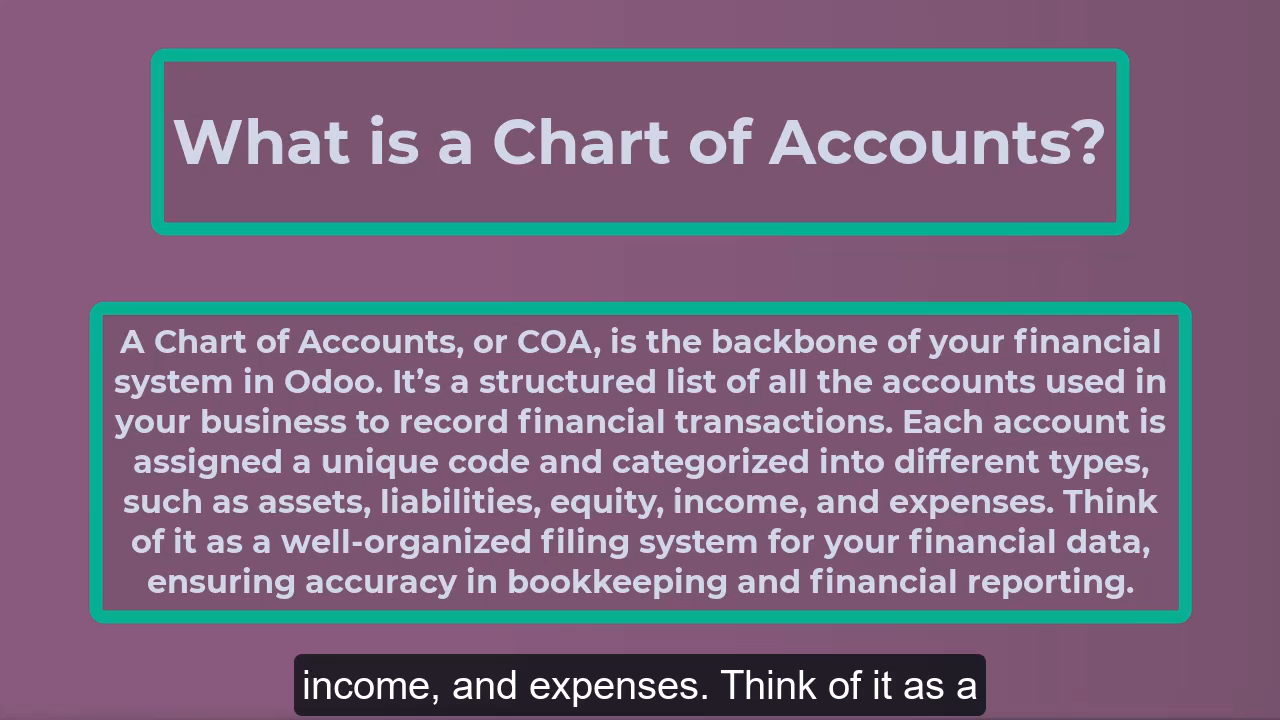 What is a Chart of Accounts?
A Chart of Accounts, or COA, is the backbone of your financial
system in Odoo. It’s a structured list of all the accounts used in
your business to record financial transactions. Each account is
assigned a unique code and categorized into different types,
such as assets, liabilities, equity, income, and expenses. Think
of it as a well-organized filing system for your financial data,
ensuring accuracy in bookkeeping and financial reporting.
income, and expenses. Think of it as a